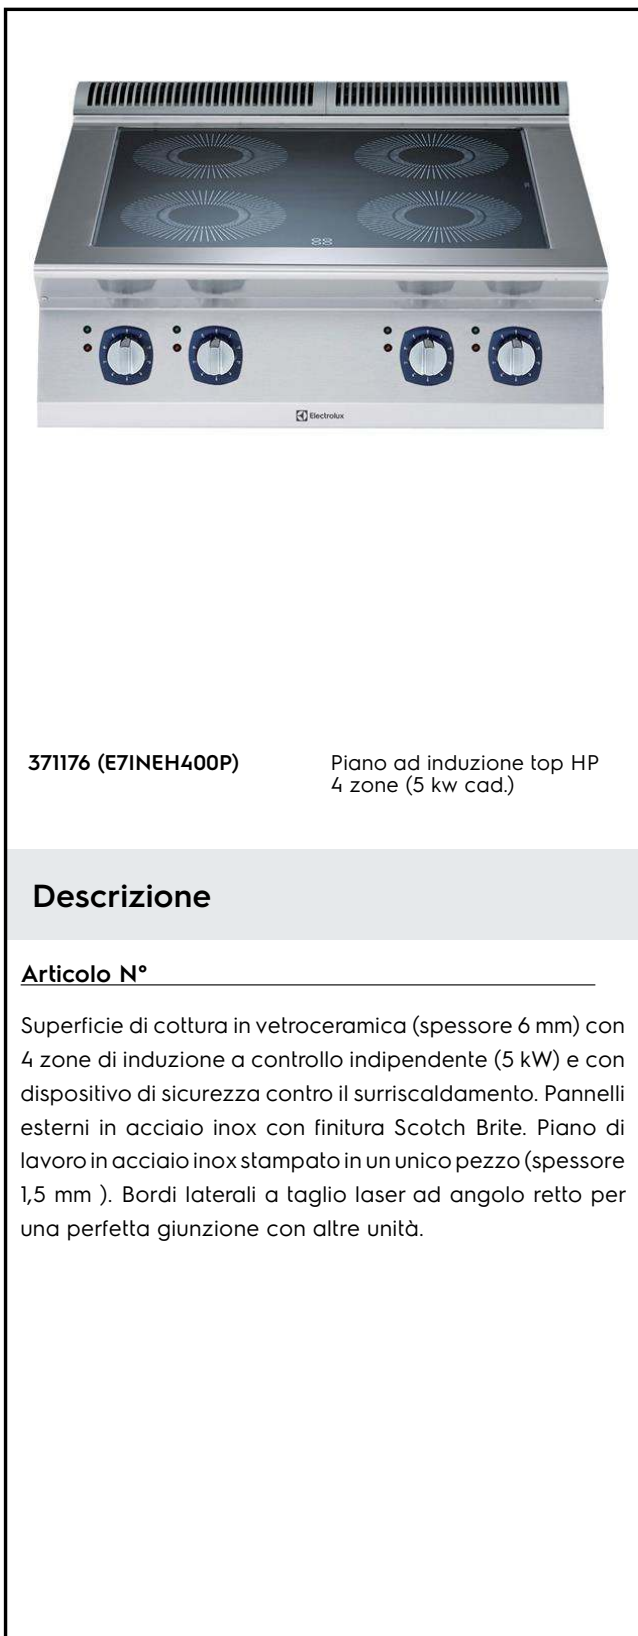 Electrolux
371176 (E7INEH400P)
Piano ad induzione top HP
4 zone (5 kw cad.)
Descrizione
Articolo N°
Superficie di cottura in vetroceramica (spessore 6 mm) con
4 zone di induzione a controllo indipendente (5 kW) e con
dispositivo di sicurezza contro il surriscaldamento. Pannelli
esterni in acciaio inox con finitura Scotch Brite. Piano di
lavoro in acciaio inox stampato in un unico pezzo (spessore
1,5 mm ). Bordi laterali a taglio laser ad angolo retto per
una perfetta giunzione con altre unità.